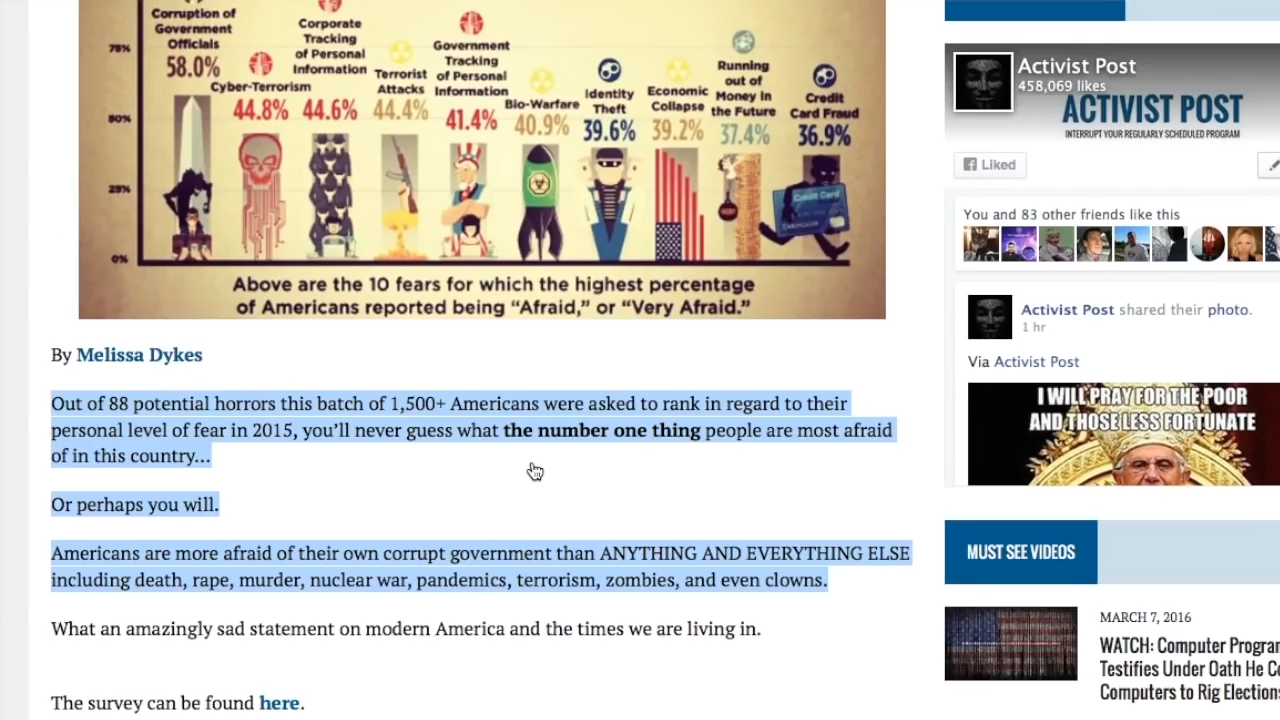 75%
50%
25%
0%
Corruption of
Government
Officials
58.0%
Cyber-Terrorism
44.8%
Corporate
Tracking
of Personal
Information
44.6%
Terrorist
Attacks
44.4%
Government
Tracking
of Personal
Information
41.4%
Bio-Warfare
40.9%
Identity
Theft
39.6%
Economic
Collapse
39.2%
Running
out of
Money in
the Future
37.4%
Credit
Card Fraud
36.9%
Credit Card
Above are the 10 fears for which the highest percentage
of Americans reported being “Afraid,” or “Very Afraid.”
By Melissa Dykes
Out of 88 potential horrors this batch of 1,500+ Americans were asked to rank in regard to their
personal level of fear in 2015, you’ll never guess what the number one thing people are most afraid
of in this country…
Or perhaps you will.
Americans are more afraid of their own corrupt government than ANYTHING AND EVERYTHING ELSE
including death, rape, murder, nuclear war, pandemics, terrorism, zombies, and even clowns.
What an amazingly sad statement on modern America and the times we are living in.
The survey can be found here.
Activist Post
458,069 likes
ACTIVIST POST
INTERRUPT YOUR REGULARLY SCHEDULED PROGRAM
Liked
You and 83 other friends like this
Activist Post shared their photo.
1 hr
Via Activist Post
I WILL PRAY FOR THE POOR
AND THOSE LESS FORTUNATE
MUST SEE VIDEOS
MARCH 7, 2016
WATCH: Computer Program
Testifies Under Oath He Co
Computers to Rig Elections